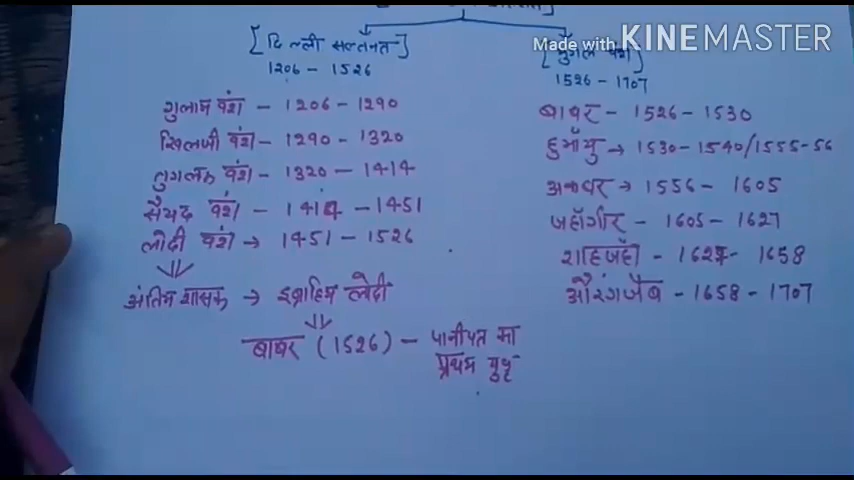 [दिल्ली सल्तनत]
1206 - 1526
गुलाम वंश - 1206 - 1290
खिलजी वंश - 1290 - 1320
तुगलक वंश - 1320 - 1414
सैयद वंश - 1414 - 1451
लोदी वंश → 1451 - 1526
अंतिम शासक → इब्राहिम लोदी
बाबर (1526) - पानीपत का
प्रथम युद्ध
Made with KINEMASTER
[मुगल वंश]
1526 - 1707
बाबर - 1526 - 1530
हुमाँयु → 1530 - 1540/1555-56
अकबर → 1556 - 1605
जहाँगीर - 1605 - 1627
शाहजहाँ - 1627 - 1658
औरंगजेब - 1658 - 1707